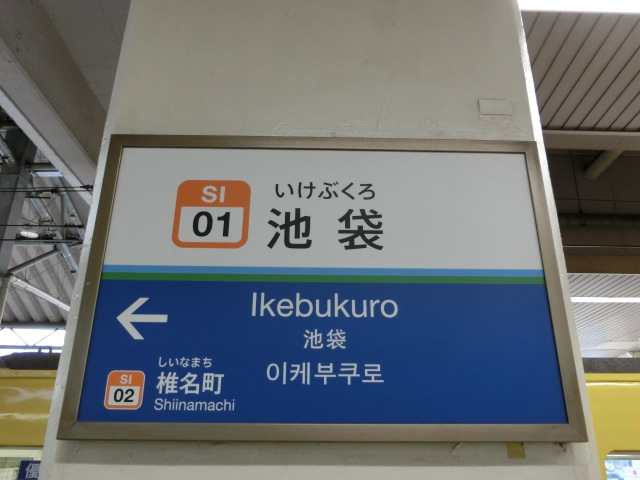 SI
01
いけぶくろ
池袋
Ikebukuro
池袋
이케부쿠로
←
SI
02
しいなまち
椎名町
Shiinamachi
優